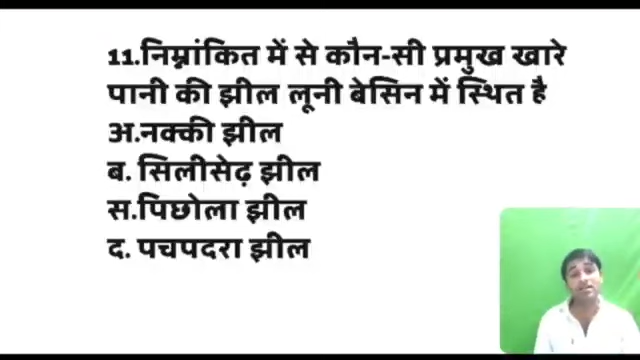 11.निम्नांकित में से कौन-सी प्रमुख खारे
पानी की झील लूनी बेसिन में स्थित है
अ.नक्की झील
ब. सिलीसेढ़ झील
स.पिछोला झील
द. पचपदरा झील